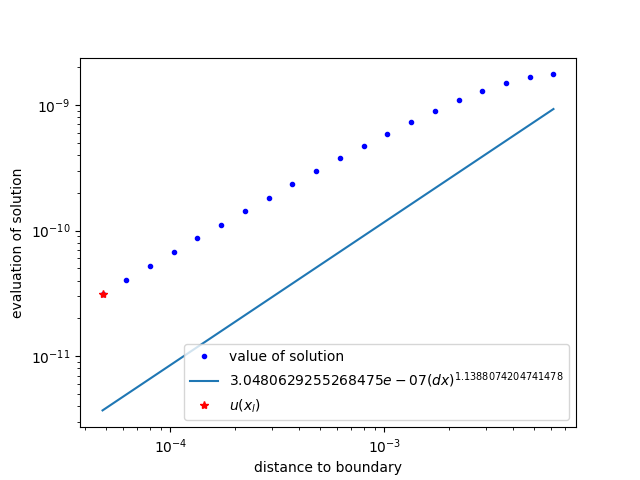 evaluation of solution
10⁻⁹
10⁻¹⁰
10⁻¹¹
value of solution
3.0480629255268475e − 07(dx)^1.1388074204741478
u(x_l)
10⁻⁴
10⁻³
distance to boundary